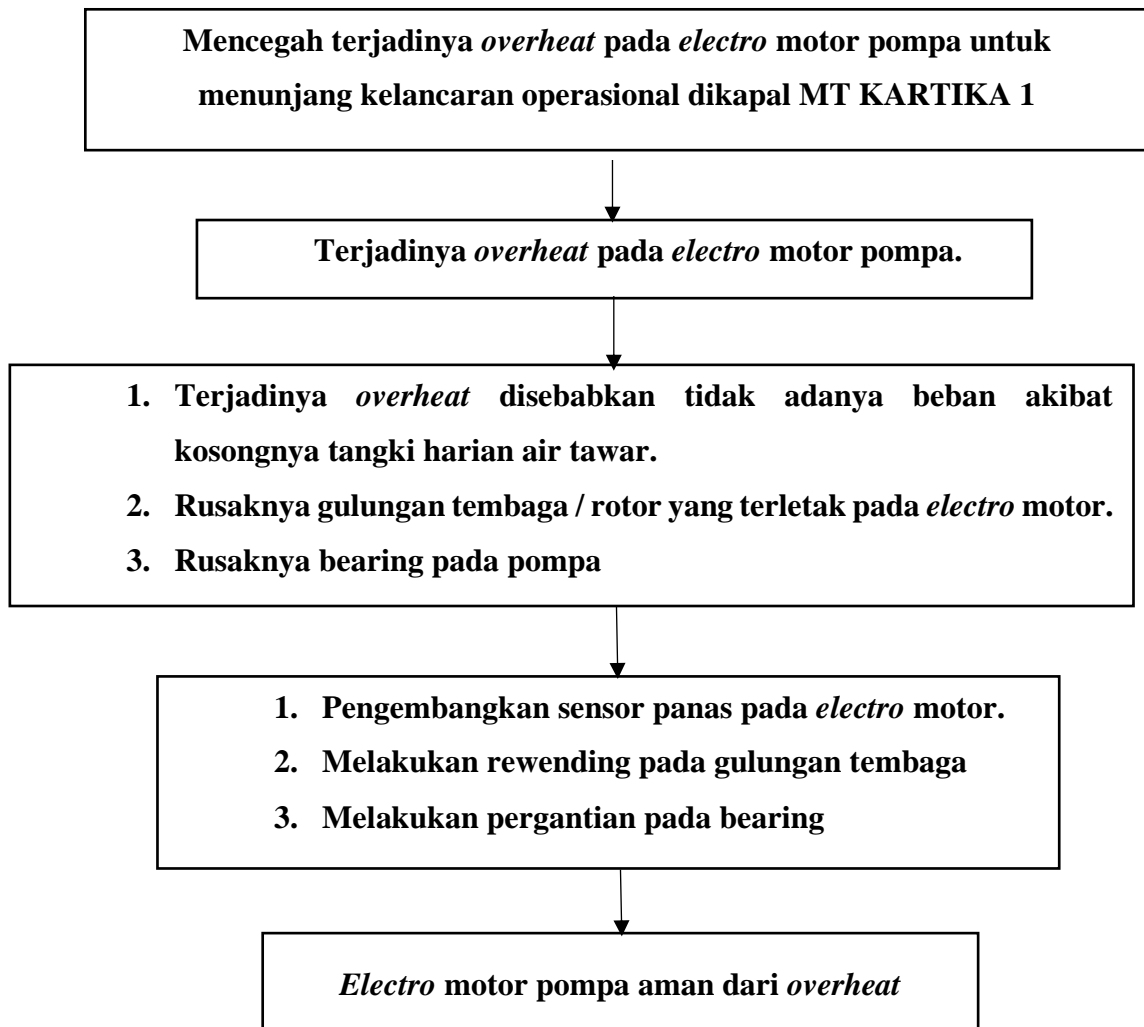 Mencegah terjadinya overheat pada electro motor pompa untuk
menunjang kelancaran operasional dikapal MT KARTIKA 1
Terjadinya overheat pada electro motor pompa.
1. Terjadinya overheat disebabkan tidak adanya beban akibat
kosongnya tangki harian air tawar.
2. Rusaknya gulungan tembaga / rotor yang terletak pada electro motor.
3. Rusaknya bearing pada pompa
1. Pengembangkan sensor panas pada electro motor.
2. Melakukan rewending pada gulungan tembaga
3. Melakukan pergantian pada bearing
Electro motor pompa aman dari overheat